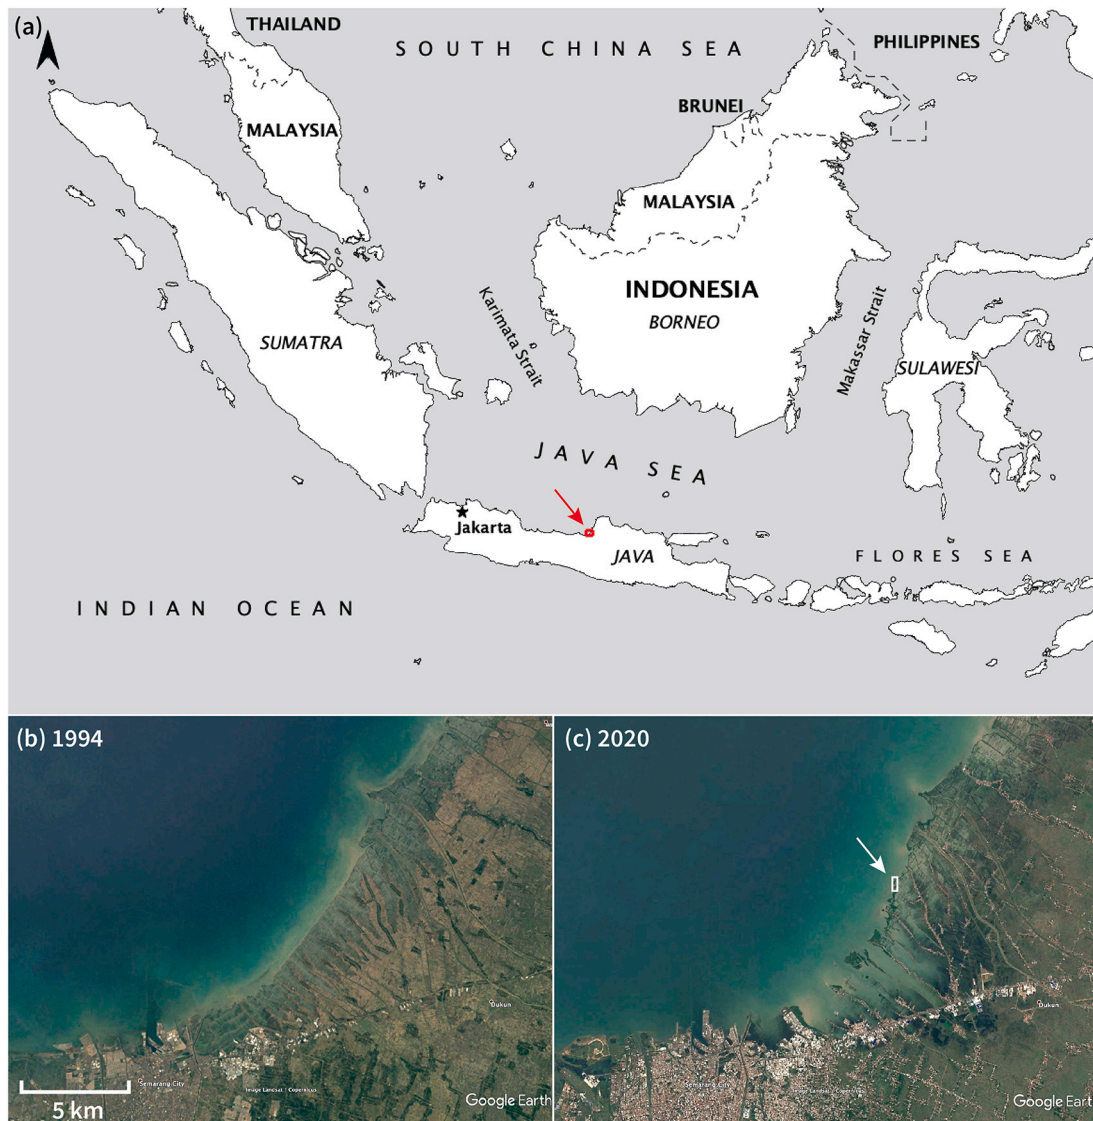 (a)
THAILAND
SOUTH CHINA SEA
PHILIPPINES
BRUNEI
MALAYSIA
MALAYSIA
INDONESIA
BORNEO
Karimata Strait
Makassar Strait
SUMATRA
SULAWESI
JAVA SEA
Jakarta
JAVA
FLORES SEA
INDIAN OCEAN
(b) 1994
Dukun
Semarang City
Image Landsat / Copernicus
5 km
Google Earth
(c) 2020
Dukun
Semarang City
Image Landsat / Copernicus
Google Eart